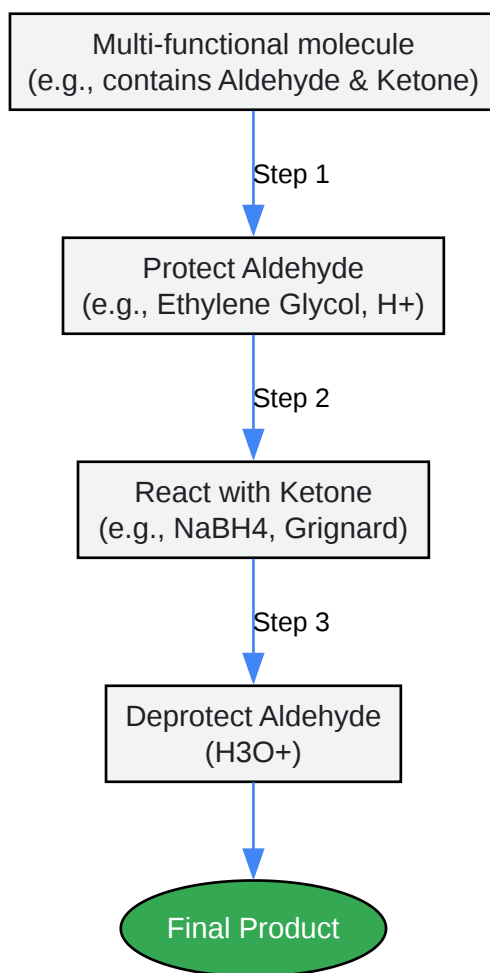 Multi-functional molecule
(e.g., contains Aldehyde & Ketone)
Step 1
Protect Aldehyde
(e.g., Ethylene Glycol, H+)
Step 2
React with Ketone
(e.g., NaBH4, Grignard)
Step 3
Deprotect Aldehyde
(H3O+)
Final Product